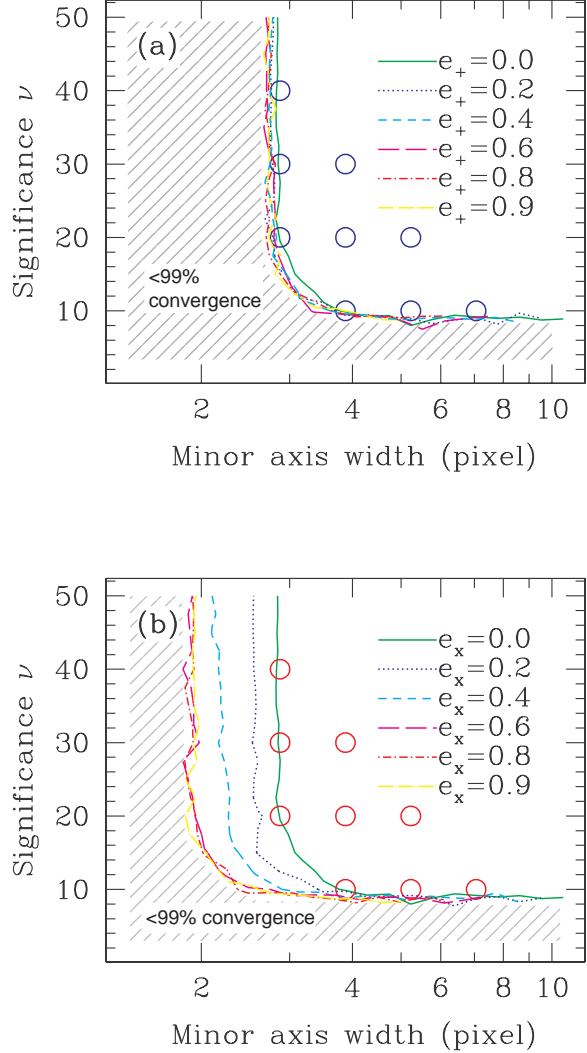 (a)
50
40
30
20
10
Significance ν
e₊=0.0
e₊=0.2
e₊=0.4
e₊=0.6
e₊=0.8
e₊=0.9
<99%
convergence
2 4 6 8 10
Minor axis width (pixel)
(b)
50
40
30
20
10
Significance ν
eₓ=0.0
eₓ=0.2
eₓ=0.4
eₓ=0.6
eₓ=0.8
eₓ=0.9
<99% convergence
2 4 6 8 10
Minor axis width (pixel)